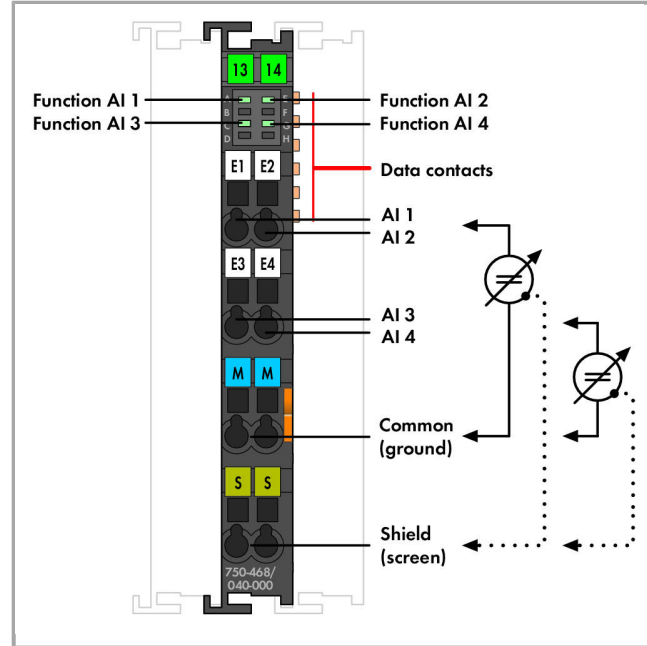 13 14
Function AI 1
Function AI 2
Function AI 3
Function AI 4
A E
B F
C G
D H
Data contacts
E1 E2
AI 1
AI 2
E3 E4
AI 3
AI 4
M M
Common
(ground)
S S
Shield
(screen)
750-468/
040-000